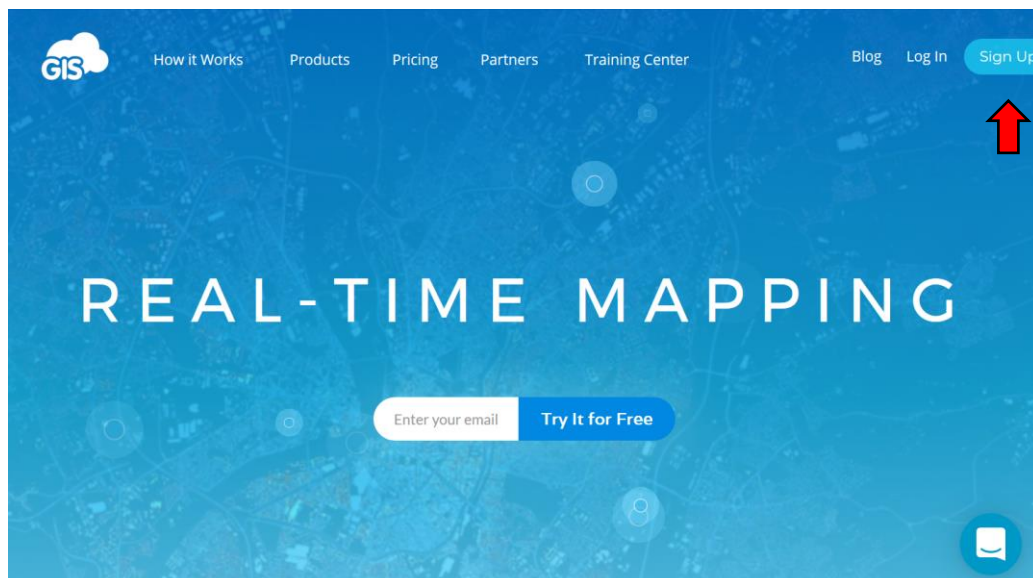 GIS
How it Works Products Pricing Partners Training Center Blog Log In Sign Up
REAL-TIME MAPPING
Enter your email Try It for Free